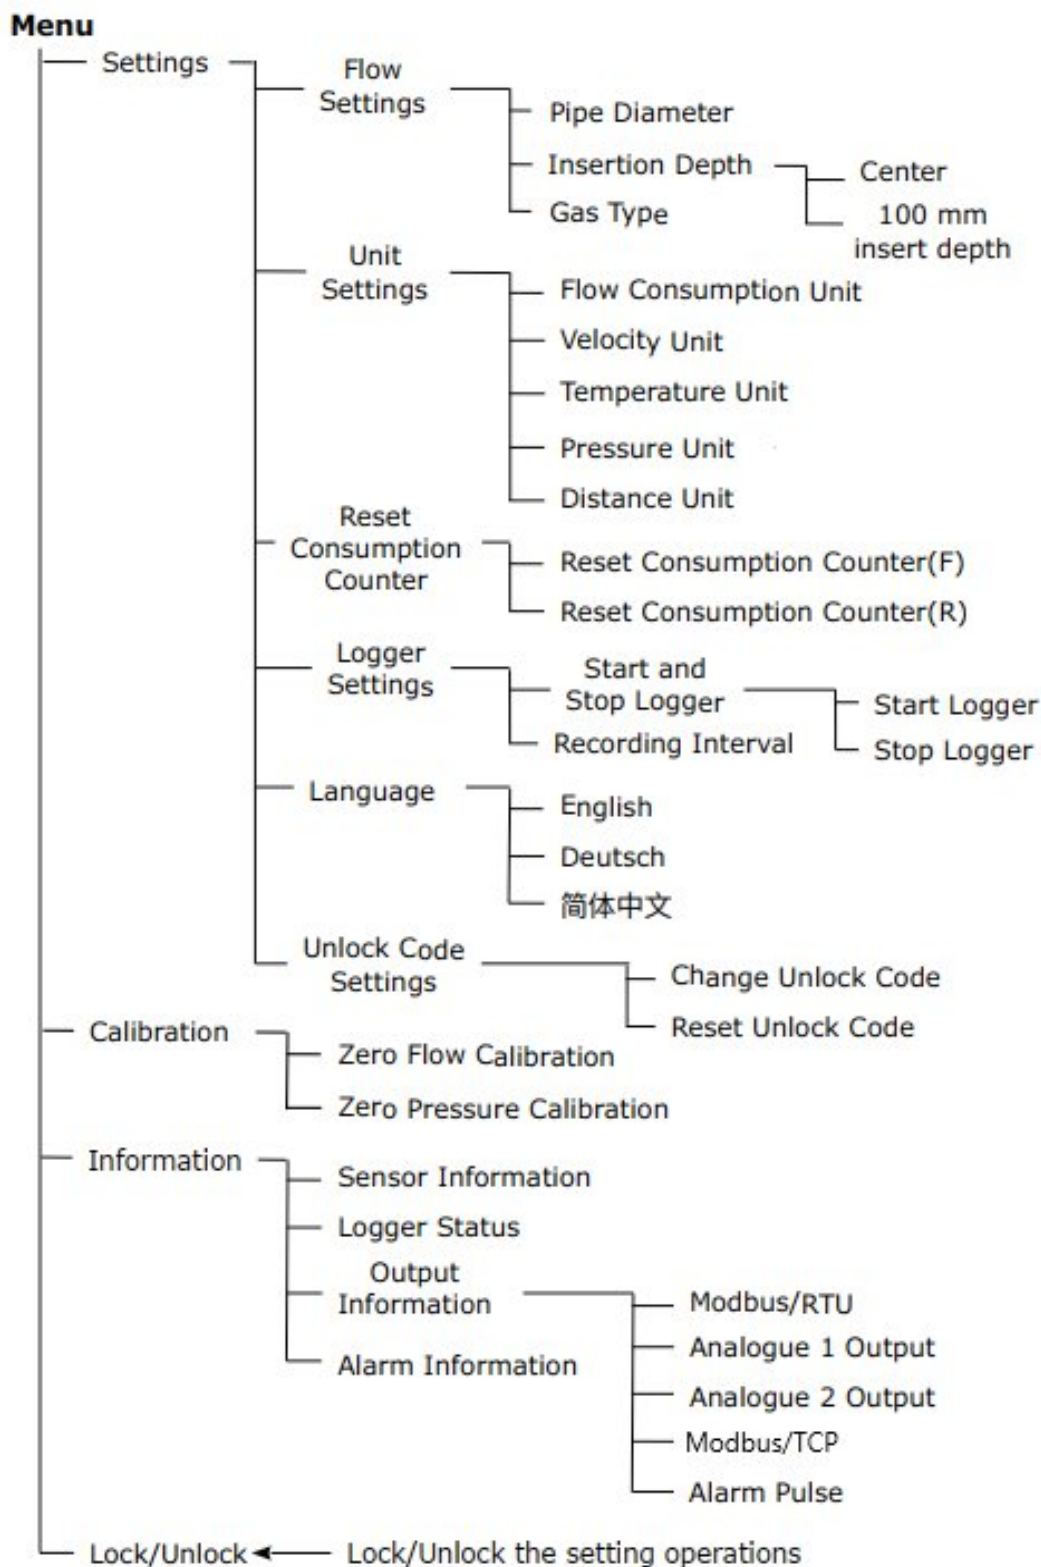 Menu
Settings
Flow
Settings
Pipe Diameter
Insertion Depth
Center
100 mm
insert depth
Gas Type
Unit
Settings
Flow Consumption Unit
Velocity Unit
Temperature Unit
Pressure Unit
Distance Unit
Reset
Consumption
Counter
Reset Consumption Counter(F)
Reset Consumption Counter(R)
Logger
Settings
Start and
Stop Logger
Start Logger
Stop Logger
Recording Interval
Language
English
Deutsch
简体中文
Unlock Code
Settings
Change Unlock Code
Reset Unlock Code
Calibration
Zero Flow Calibration
Zero Pressure Calibration
Information
Sensor Information
Logger Status
Output
Information
Modbus/RTU
Analogue 1 Output
Analogue 2 Output
Modbus/TCP
Alarm Pulse
Alarm Information
Lock/Unlock
Lock/Unlock the setting operations